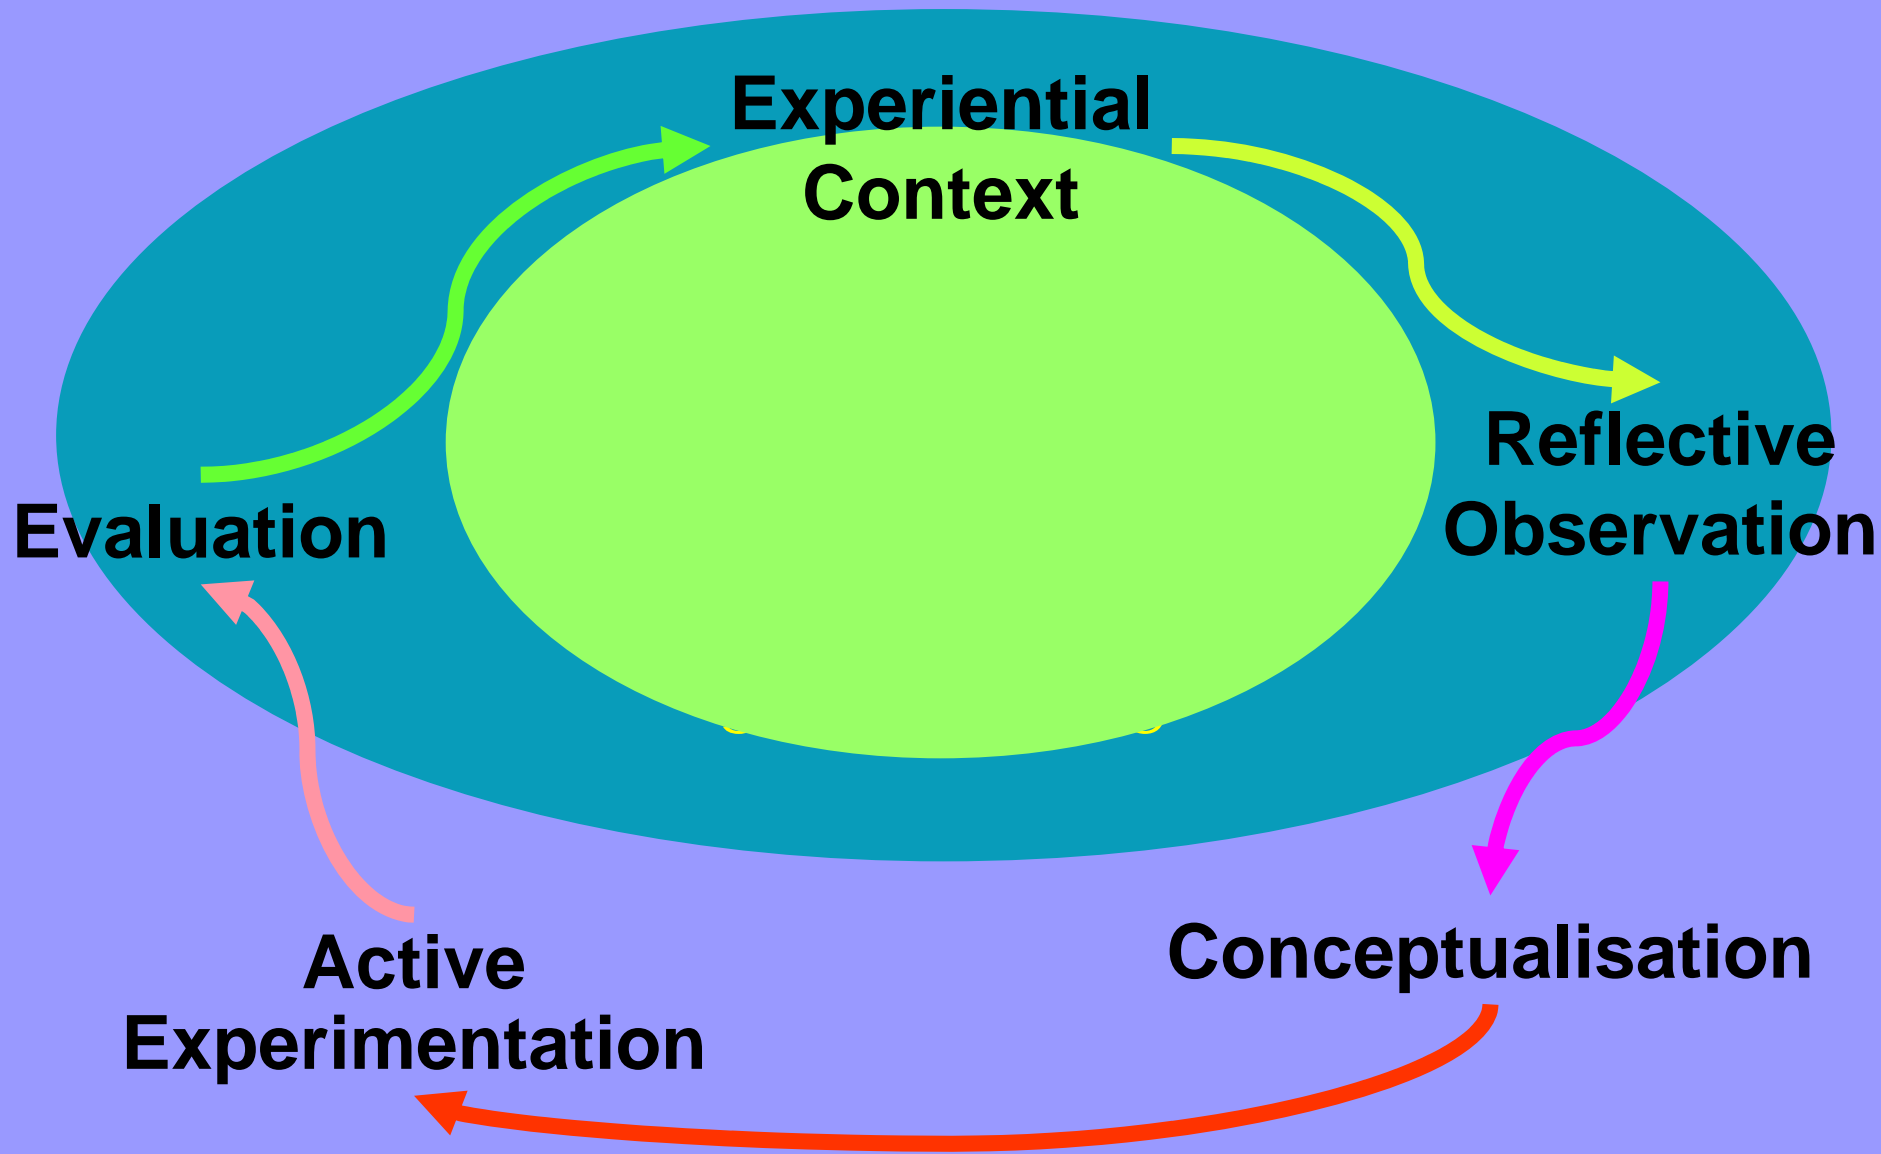 Experiential
Context
Reflective
Observation
Conceptualisation
Active
Experimentation
Evaluation